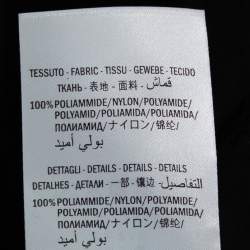 TESSUTO - FABRIC - TISSU - GEWEBE - TECIDO
ТКАНЬ - 表地 - 面料 - قماش
100% POLIAMMIDE/NYLON/POLYAMIDE/
POLYAMID/POLIAMIDA/POLIAMIDA/
ПОЛИАМИД/ナイロン/锦纶/
بولي أميد
DETTAGLI - DETAILS - DETAILS - DETAILS
DETALHES - ДЕТАЛИ - 一部 - 镶边 - التفاصيل
100% POLIAMMIDE/NYLON/POLYAMIDE/
POLYAMID/POLIAMIDA/POLIAMIDA/
ПОЛИАМИД/ナイロン/锦纶/
بولي أميد